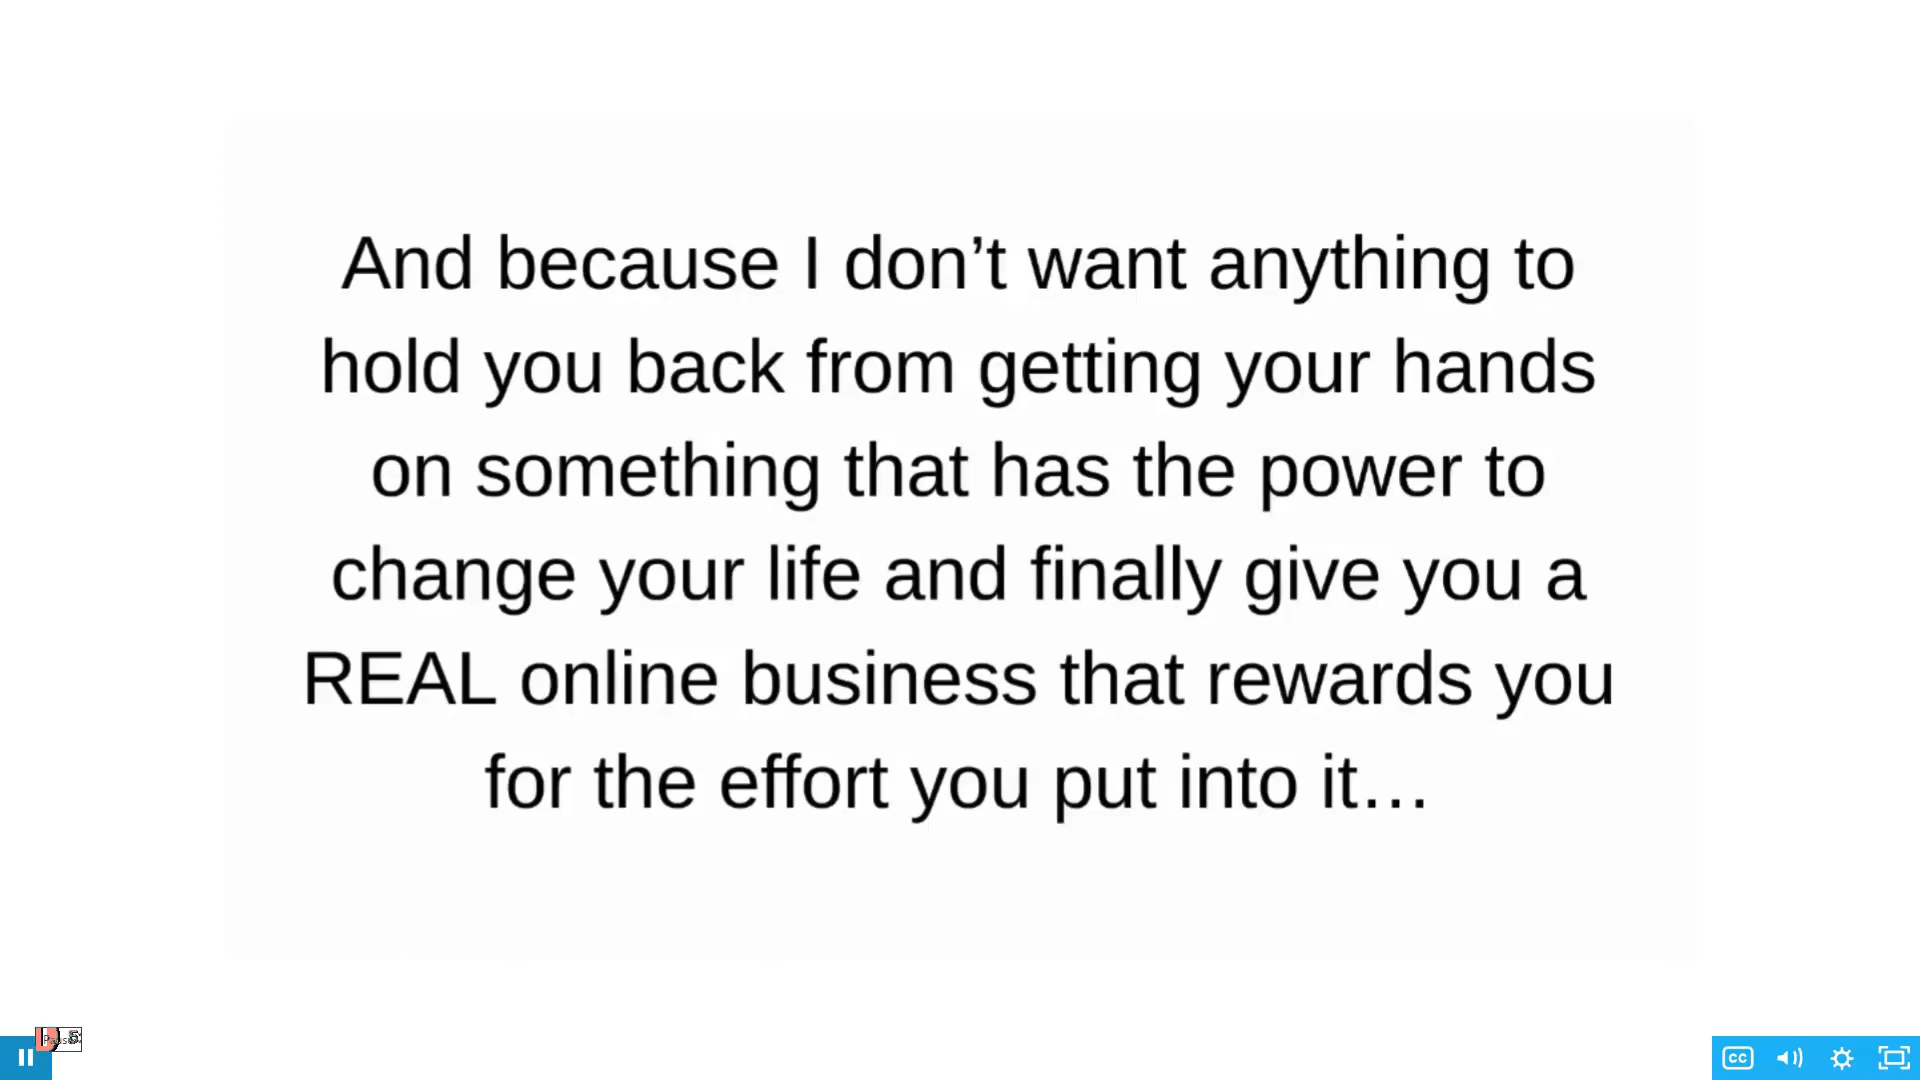 And because I don’t want anything to
hold you back from getting your hands
on something that has the power to
change your life and finally give you a
REAL online business that rewards you
for the effort you put into it…
CC